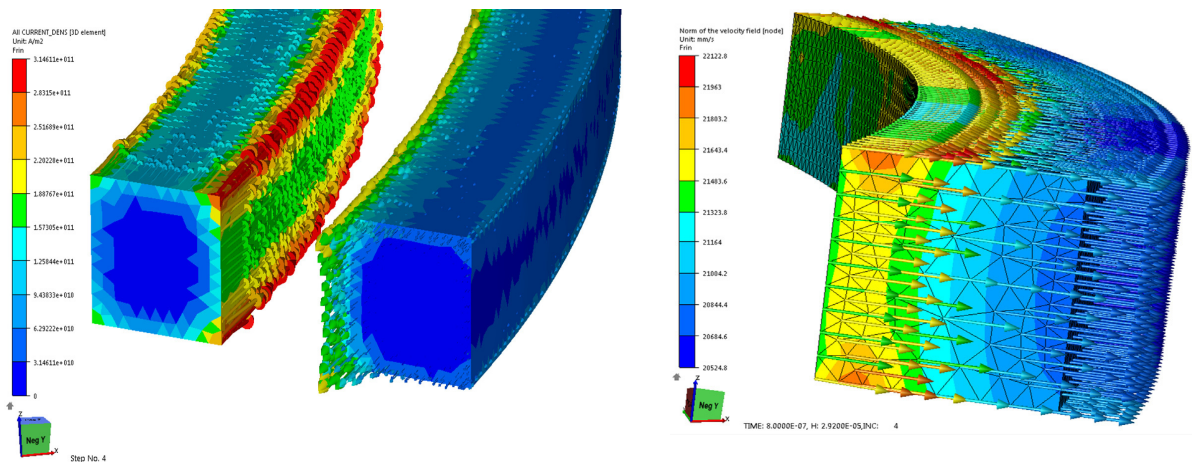 All CURRENT_DENS [3D element]
Unit: A/m2
Frin
3.14611e+011
2.8315e+011
2.51689e+011
2.20228e+011
1.88767e+011
1.57305e+011
1.25844e+011
9.43833e+010
6.29222e+010
3.14611e+010
0
Z
Neg Y
X
Step No. 4
Norm of the velocity field [node]
Unit: mm/s
Frin
22122.8
21963
21803.2
21643.4
21483.6
21323.8
21164
21004.2
20844.4
20684.6
20524.8
Z
Neg Y
X
TIME: 8.0000E-07, H: 2.9200E-05,INC: 4